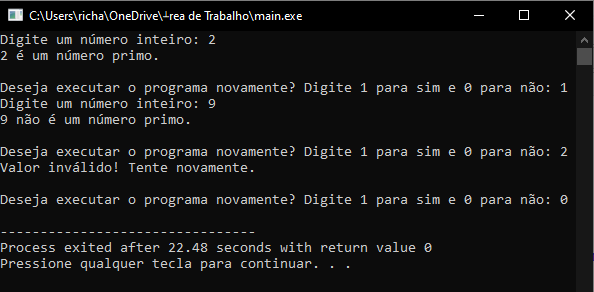 C:\Users\richa\OneDrive\┴rea de Trabalho\main.exe
Digite um número inteiro: 2
2 é um número primo.
Deseja executar o programa novamente? Digite 1 para sim e 0 para não: 1
Digite um número inteiro: 9
9 não é um número primo.
Deseja executar o programa novamente? Digite 1 para sim e 0 para não: 2
Valor inválido! Tente novamente.
Deseja executar o programa novamente? Digite 1 para sim e 0 para não: 0
--------------------------------
Process exited after 22.48 seconds with return value 0
Pressione qualquer tecla para continuar. . .